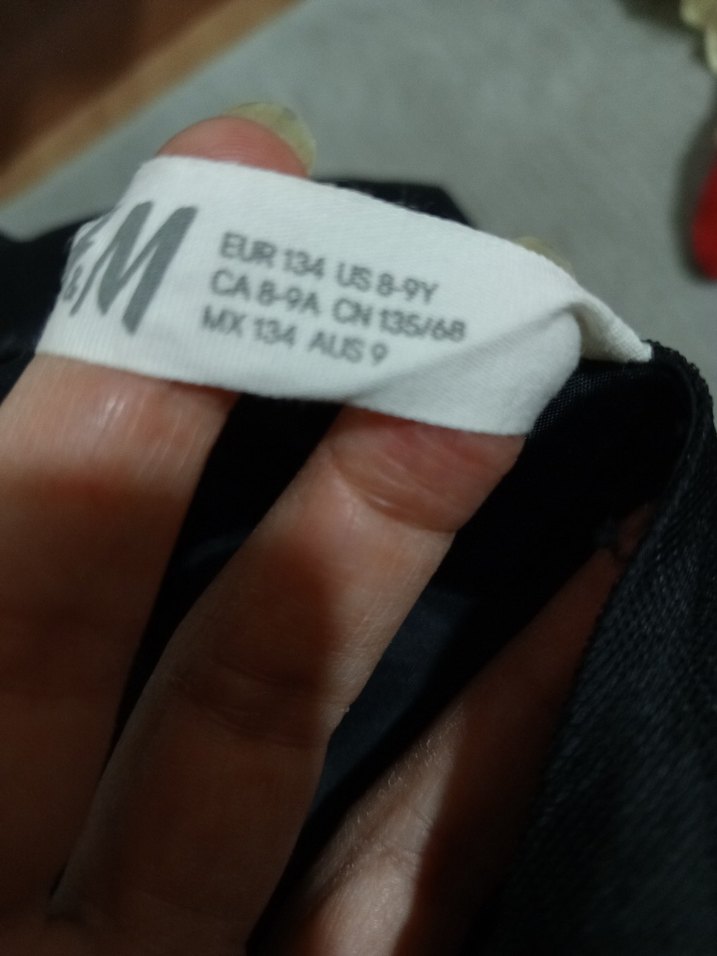 &M
EUR 134 US 8-9Y
CA 8-9A CN 135/68
MX 134 AUS 9